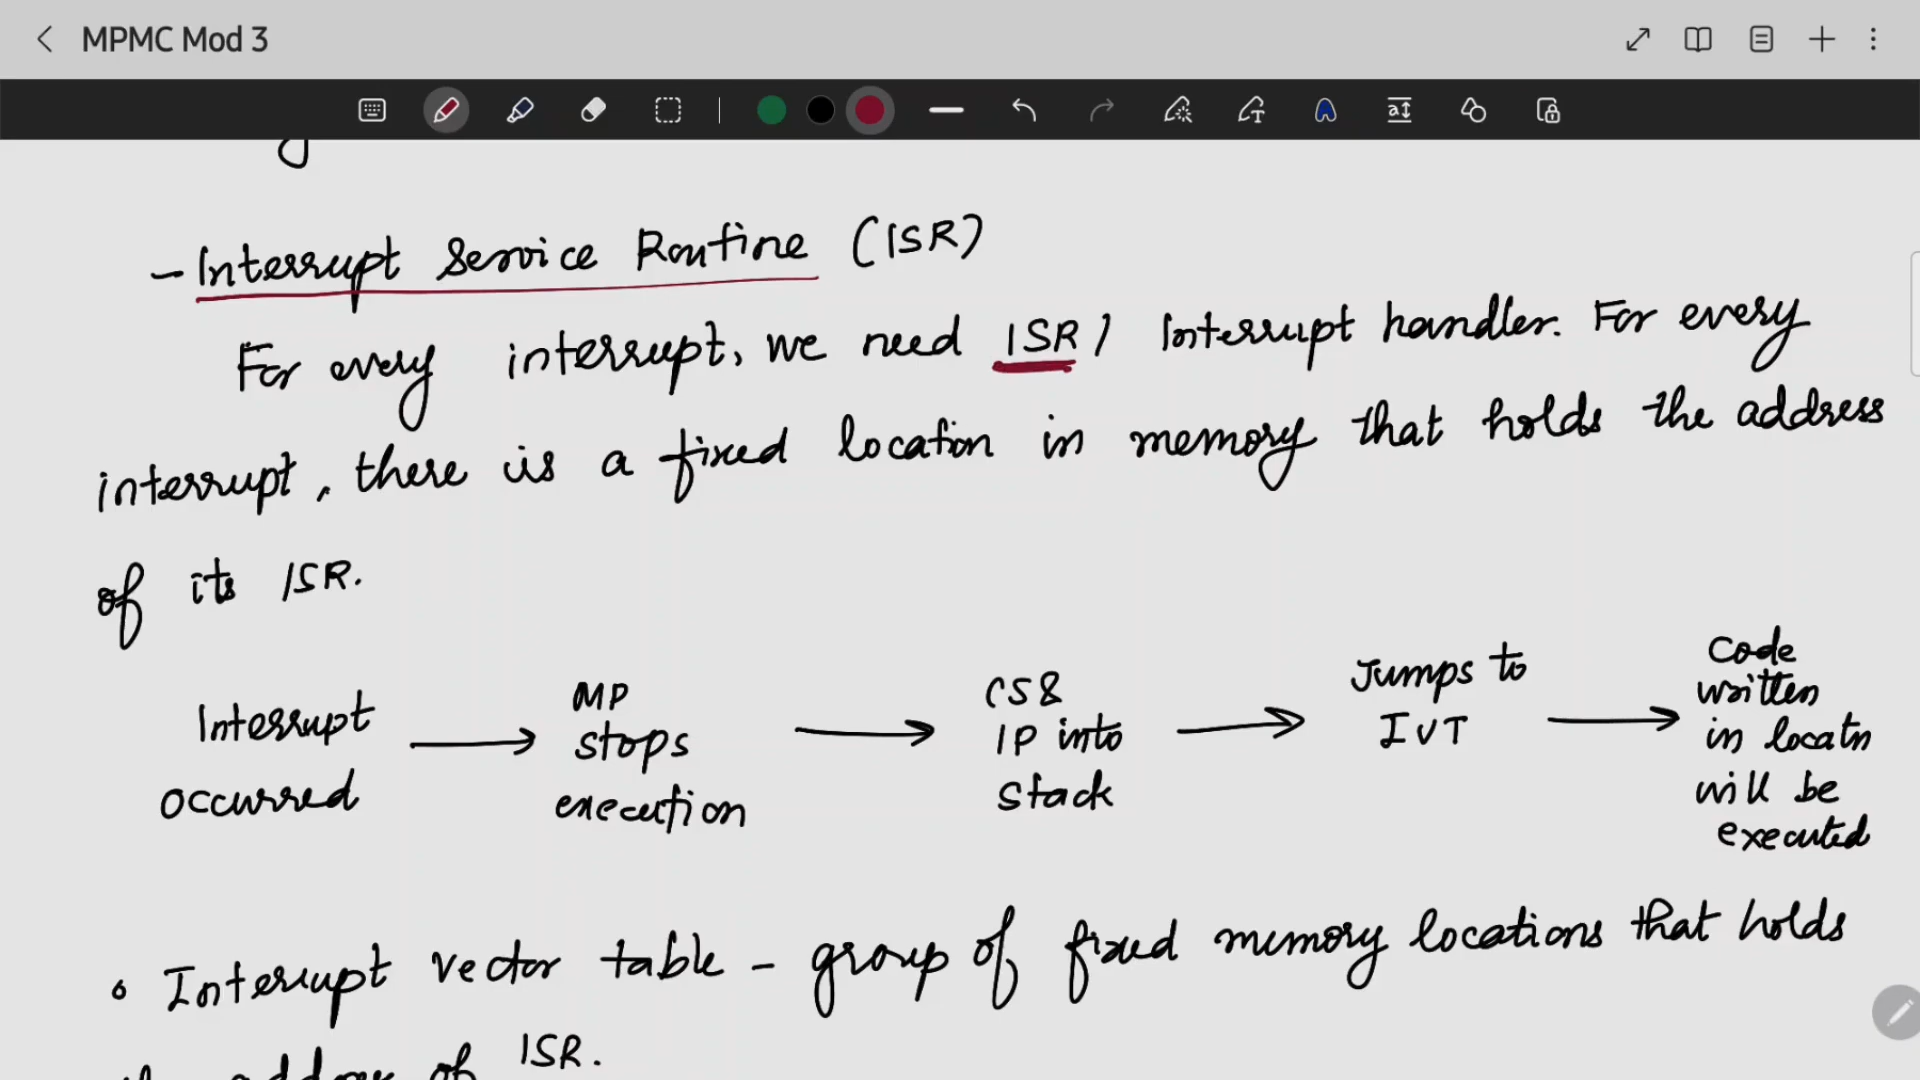 MPMC Mod 3
- Interrupt Service Routine (ISR)
For every interrupt, we need ISR / Interrupt handler. For every
interrupt, there is a fixed location in memory that holds the address
of its ISR.
Interrupt
occurred
MP
stops
execution
CS &
IP into
stack
Jumps to
IVT
Code
written
in locatn
will be
executed
• Interrupt vector table - group of fixed memory locations that holds
of ISR.